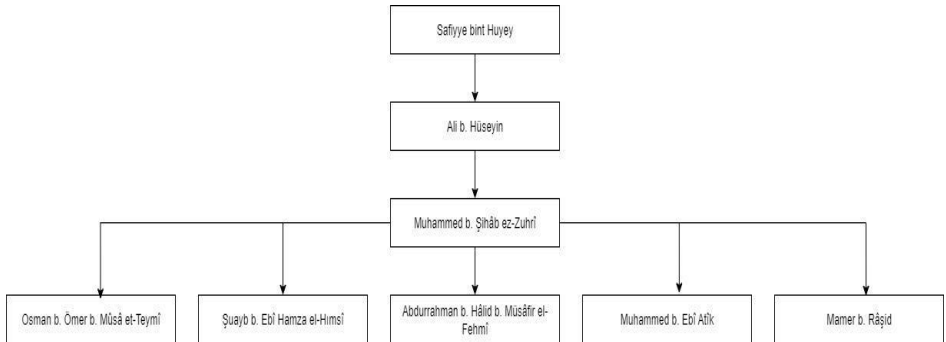 Safiyye bint Huyey
Ali b. Hüseyin
Muhammed b. Şihâb ez-Zuhrî
Osman b. Ömer b. Mûsâ et-Teymî
Şuayb b. Ebî Hamza el-Hımsî
Abdurrahman b. Hâlid b. Müsâfir el-
Fehmî
Muhammed b. Ebî Atîk
Mamer b. Râşid